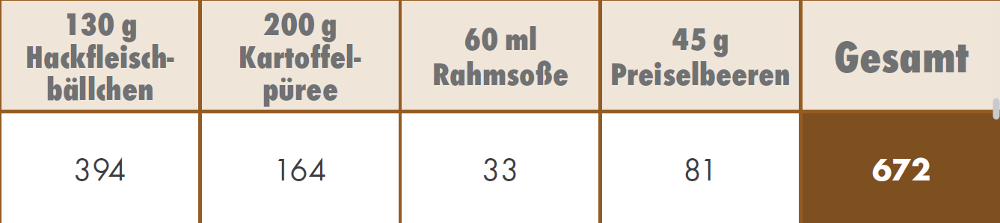 130 g
Hackfleisch-
bällchen
200 g
Kartoffel-
püree
60 ml
Rahmsoße
45 g
Preiselbeeren
Gesamt
394
164
33
81
672